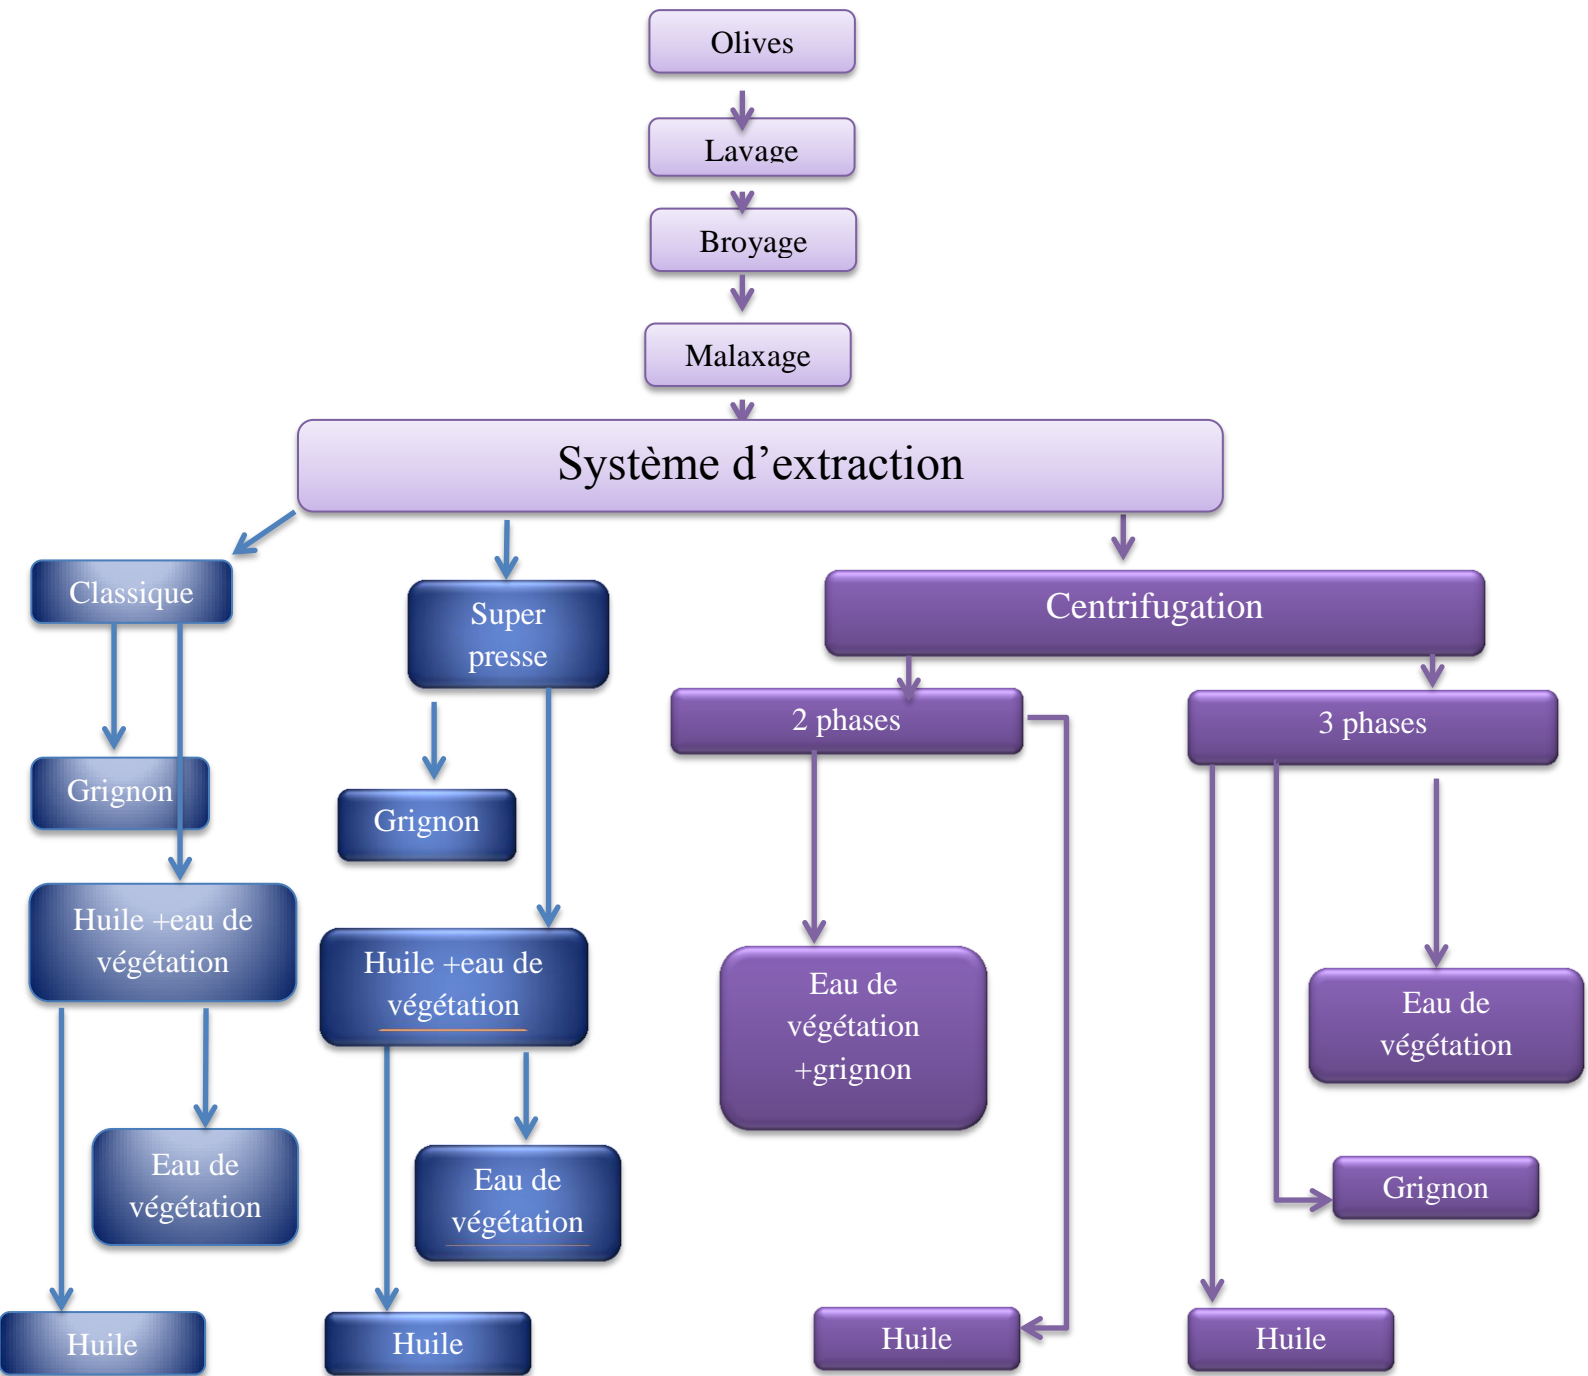 Olives
Lavage
Broyage
Malaxage
Système d’extraction
Classique
Super
presse
Centrifugation
2 phases
3 phases
Grignon
Grignon
Huile +eau de
végétation
Huile +eau de
végétation
Eau de
végétation
+grignon
Eau de
végétation
Eau de
végétation
Eau de
végétation
Grignon
Huile
Huile
Huile
Huile